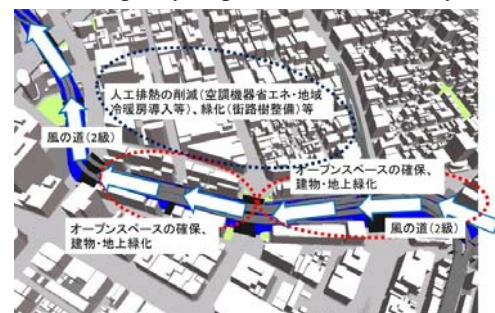 人工排熱の削減(空調機器省エネ・地域
冷暖房導入等)、緑化(街路樹整備)等
風の道(2級)
オープンスペースの確保、
建物・地上緑化
オープンスペースの確保、
建物・地上緑化
風の道(2級)